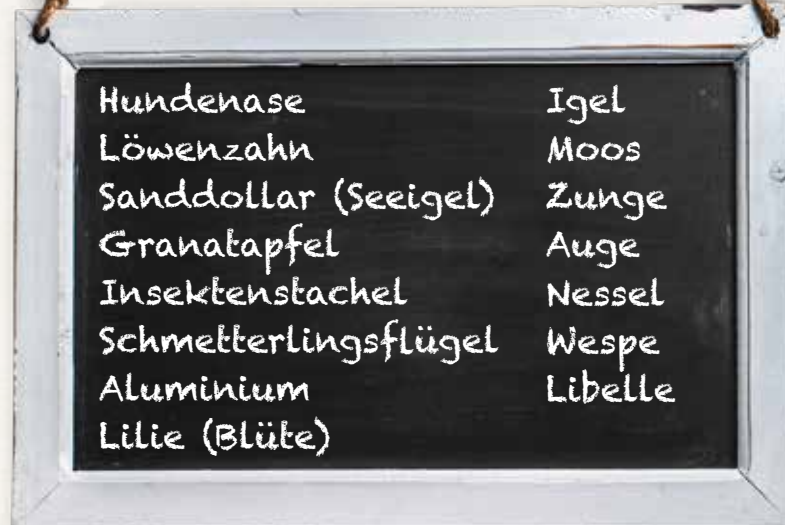 Hundenase
Löwenzahn
Sanddollar (Seeigel)
Granatapfel
Insektenstachel
Schmetterlingsflügel
Aluminium
Lilie (Blüte)
Igel
Moos
Zunge
Auge
Nessel
Wespe
Libelle